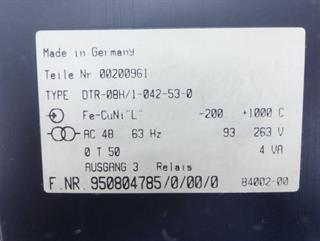 Made in Germany
Teile Nr 00200961
TYPE DTR-08H/1-042-53-0
Fe-CuNi"L" -200 +1000 C
AC 48 63 Hz 93 263 V
0 T 50 4 VA
AUSGANG 3 Relais
F.NR. 950804785/0/00/0 84002-00